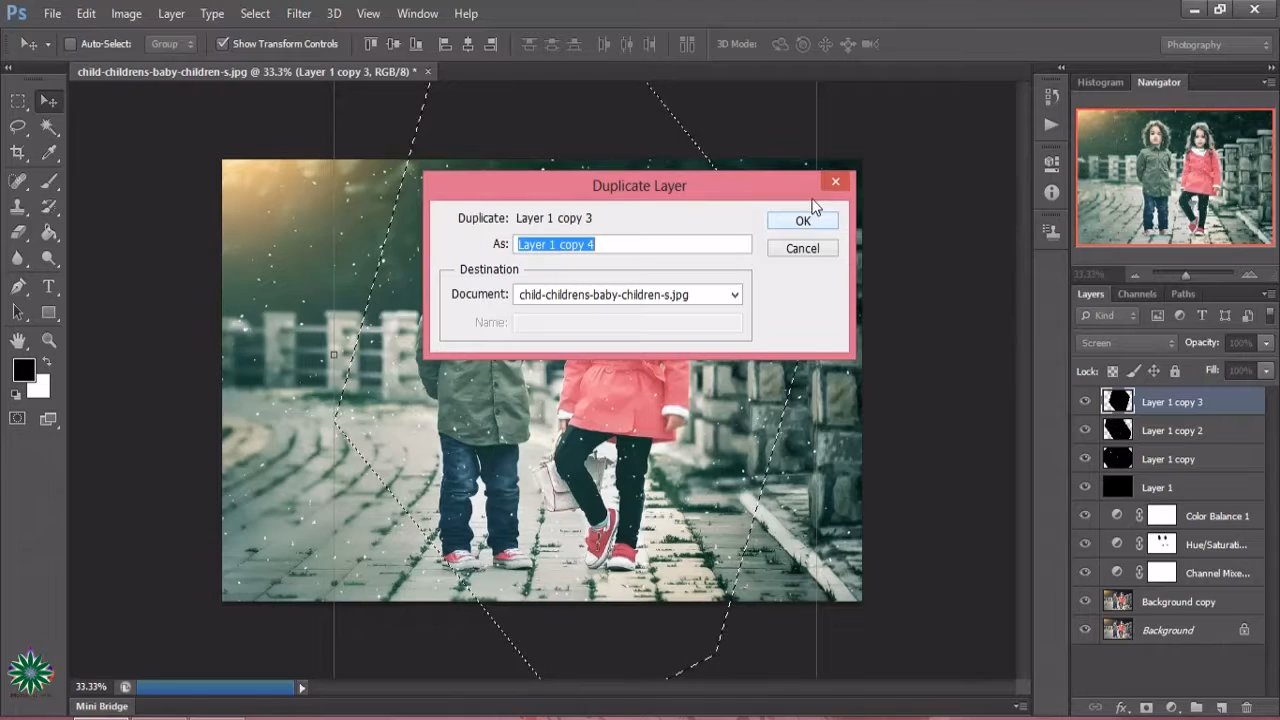 Ps File Edit Image Layer Type Select Filter 3D View Window Help
Auto-Select: Group Show Transform Controls 3D Mode: Photography
child-childrens-baby-children-s.jpg @ 33.3% (Layer 1 copy 3, RGB/8) *
Histogram Navigator
Duplicate Layer
Duplicate: Layer 1 copy 3
OK
As: Layer 1 copy 4
Cancel
Destination
Document: child-childrens-baby-children-s.jpg
Name:
33.33%
Layers Channels Paths
Kind
Screen Opacity: 100%
Lock: Fill: 100%
Layer 1 copy 3
Layer 1 copy 2
Layer 1 copy
Layer 1
Color Balance 1
Hue/Saturati...
Channel Mixe...
Background copy
Background
33.33%
Mini Bridge